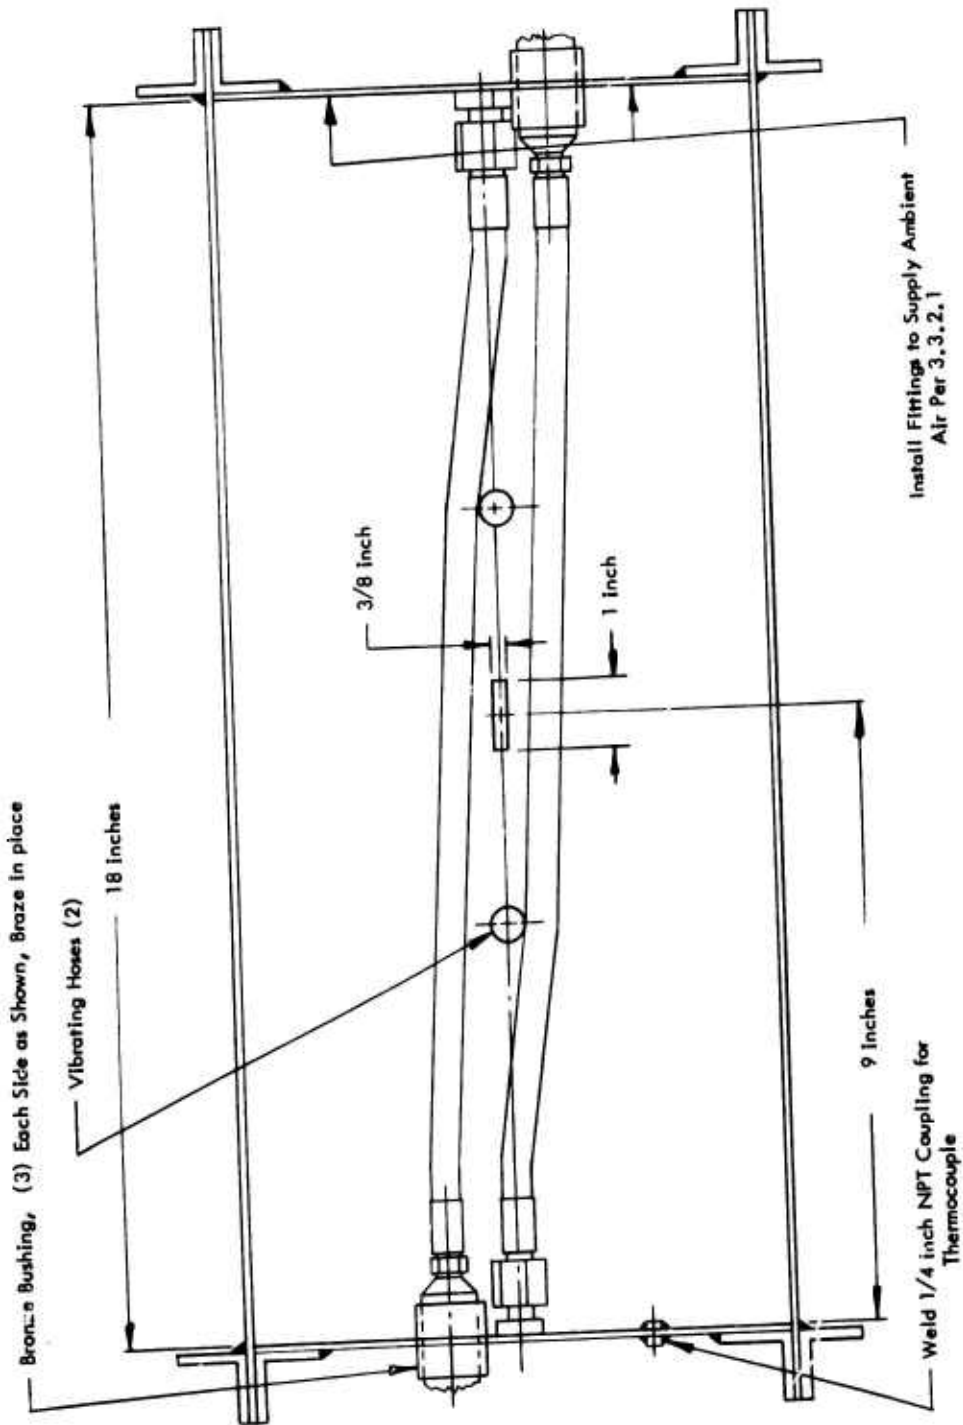 Bronze Bushing, (3) Each Side as Shown, Braze in place
18 inches
Vibrating Hoses (2)
3/8 inch
1 inch
9 inches
Weld 1/4 inch NPT Coupling for
Thermocouple
Install Fittings to Supply Ambient
Air Per 3.3.2.1